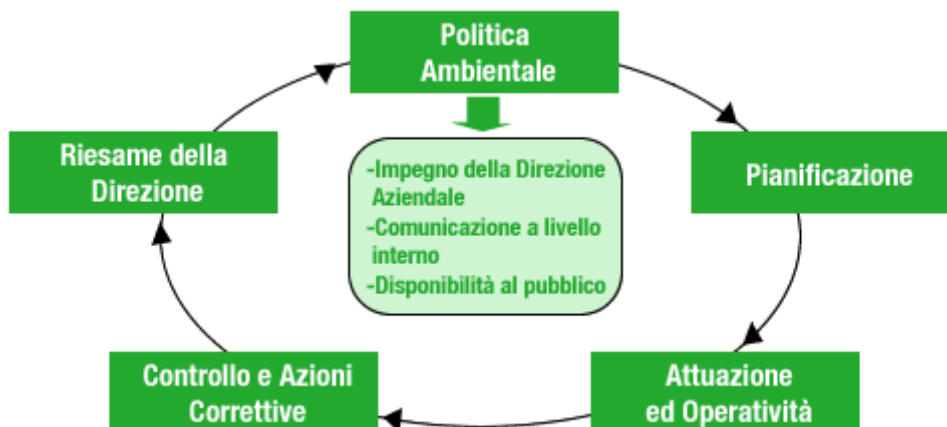 Politica
Ambientale
Riesame della
Direzione
-Impegno della Direzione
Aziendale
-Comunicazione a livello
interno
-Disponibilità al pubblico
Pianificazione
Controllo e Azioni
Correttive
Attuazione
ed Operatività